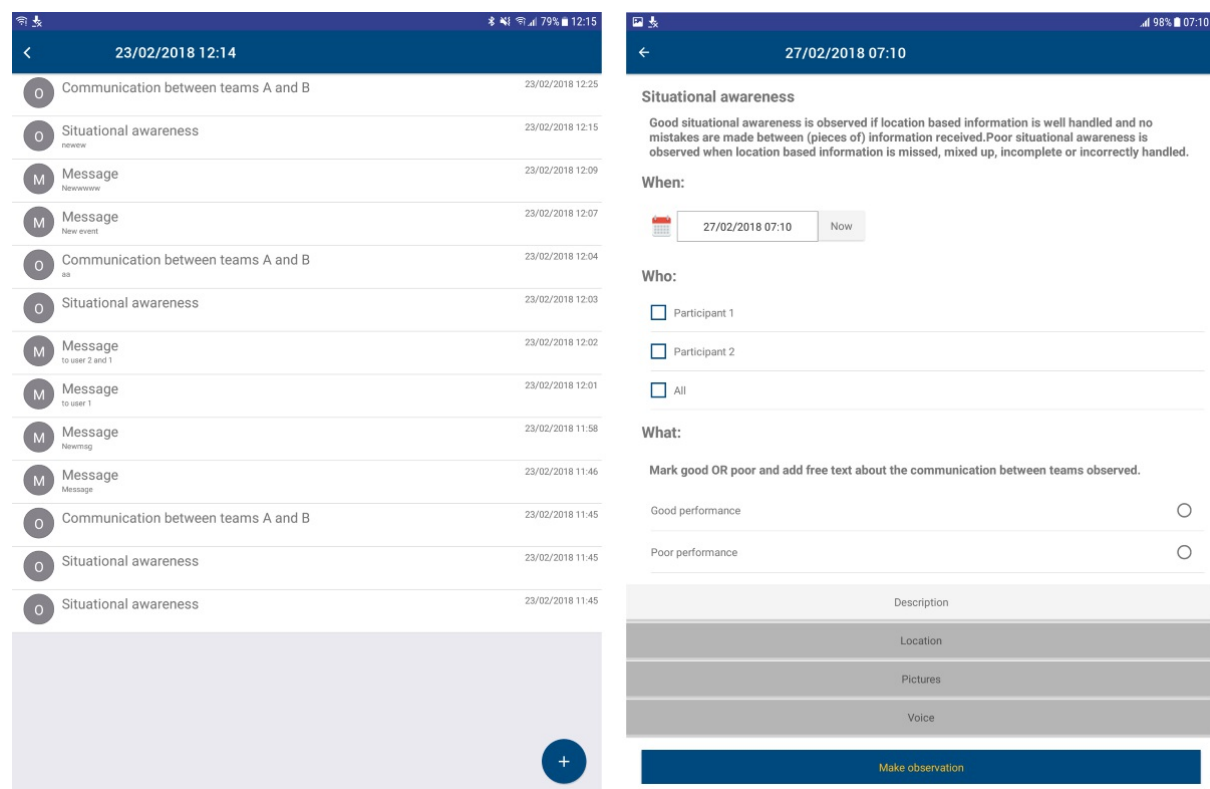 79% 12:15
23/02/2018 12:14
O Communication between teams A and B 23/02/2018 12:25
O Situational awareness 23/02/2018 12:15
newew
M Message 23/02/2018 12:09
Newwwww
M Message 23/02/2018 12:07
New event
O Communication between teams A and B 23/02/2018 12:04
aa
O Situational awareness 23/02/2018 12:03
M Message 23/02/2018 12:02
to user 2 and 1
M Message 23/02/2018 12:01
to user 1
M Message 23/02/2018 11:58
Newmsg
M Message 23/02/2018 11:46
Message
O Communication between teams A and B 23/02/2018 11:45
O Situational awareness 23/02/2018 11:45
O Situational awareness 23/02/2018 11:45
+
98% 07:10
27/02/2018 07:10
Situational awareness
Good situational awareness is observed if location based information is well handled and no
mistakes are made between (pieces of) information received.Poor situational awareness is
observed when location based information is missed, mixed up, incomplete or incorrectly handled.
When:
27/02/2018 07:10 Now
Who:
Participant 1
Participant 2
All
What:
Mark good OR poor and add free text about the communication between teams observed.
Good performance
Poor performance
Description
Location
Pictures
Voice
Make observation